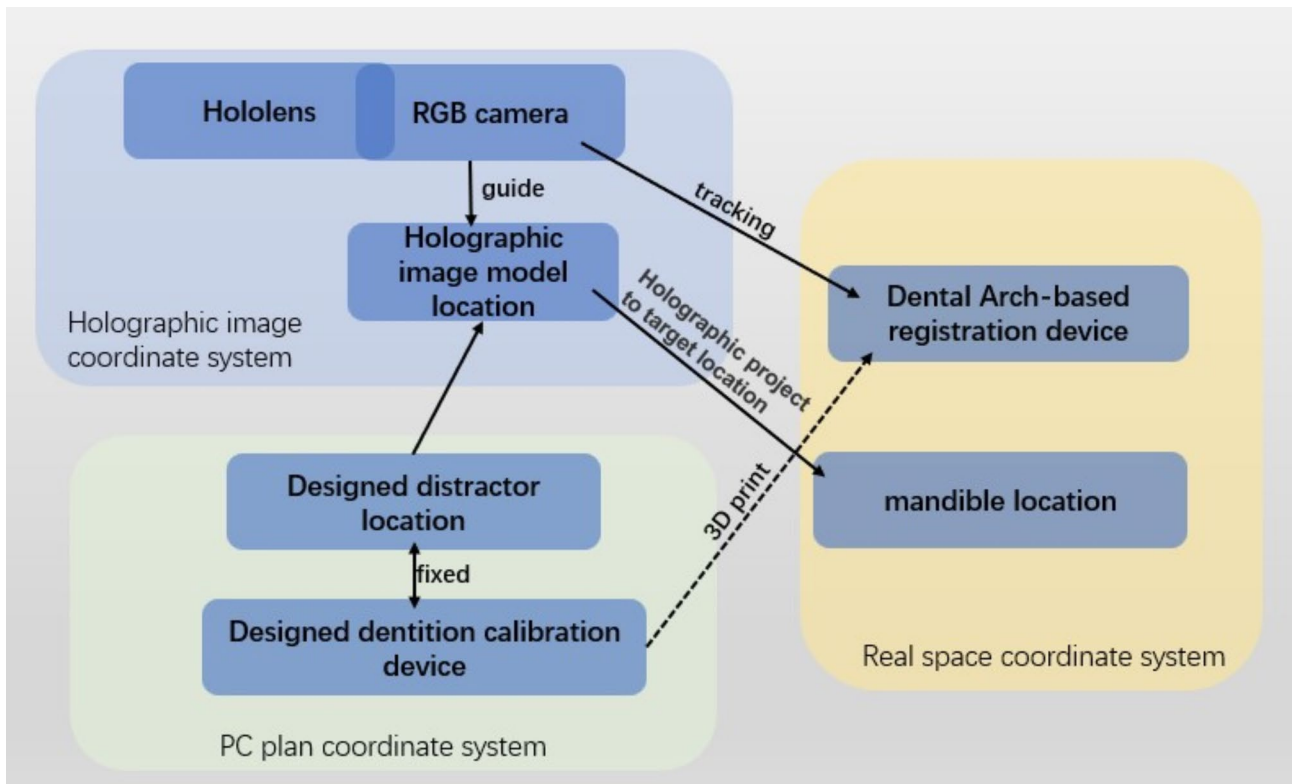 Hololens
RGB camera
guide
tracking
Holographic
image model
location
Holographic image
coordinate system
Holographic project
to target location
Dental Arch-based
registration device
mandible location
3D print
Real space coordinate system
Designed distractor
location
fixed
Designed dentition calibration
device
PC plan coordinate system